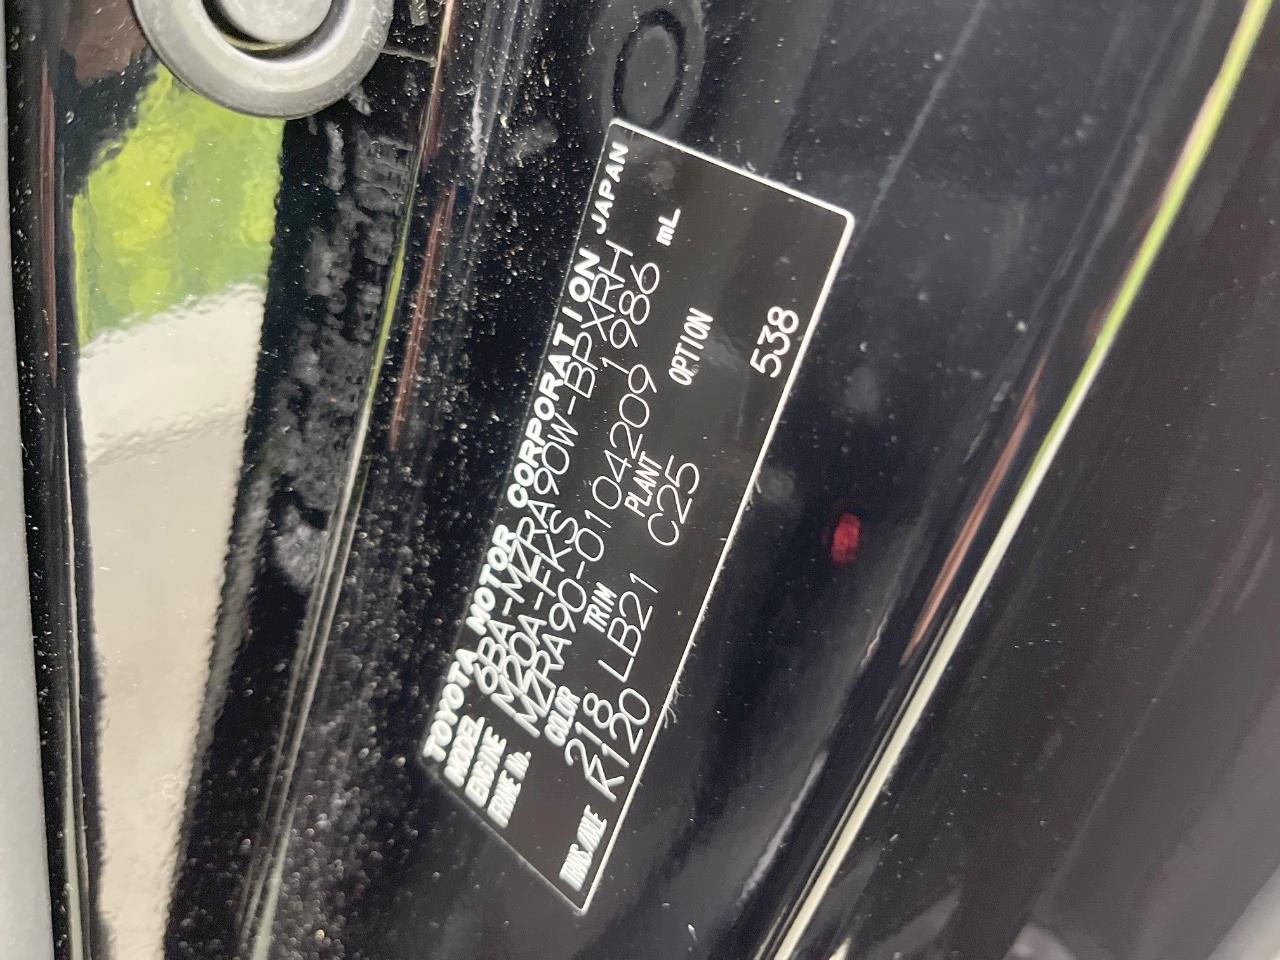 TOYOTA MOTOR CORPORATION JAPAN
MODEL 6BA-MZRA90W-BPXRH
ENGINE M20A-FKS 1986 mL
FRAME No. MZRA90-0104209
COLOR TRIM PLANT OPTION
218 LB21 C25
TRANS./AXLE K120 538